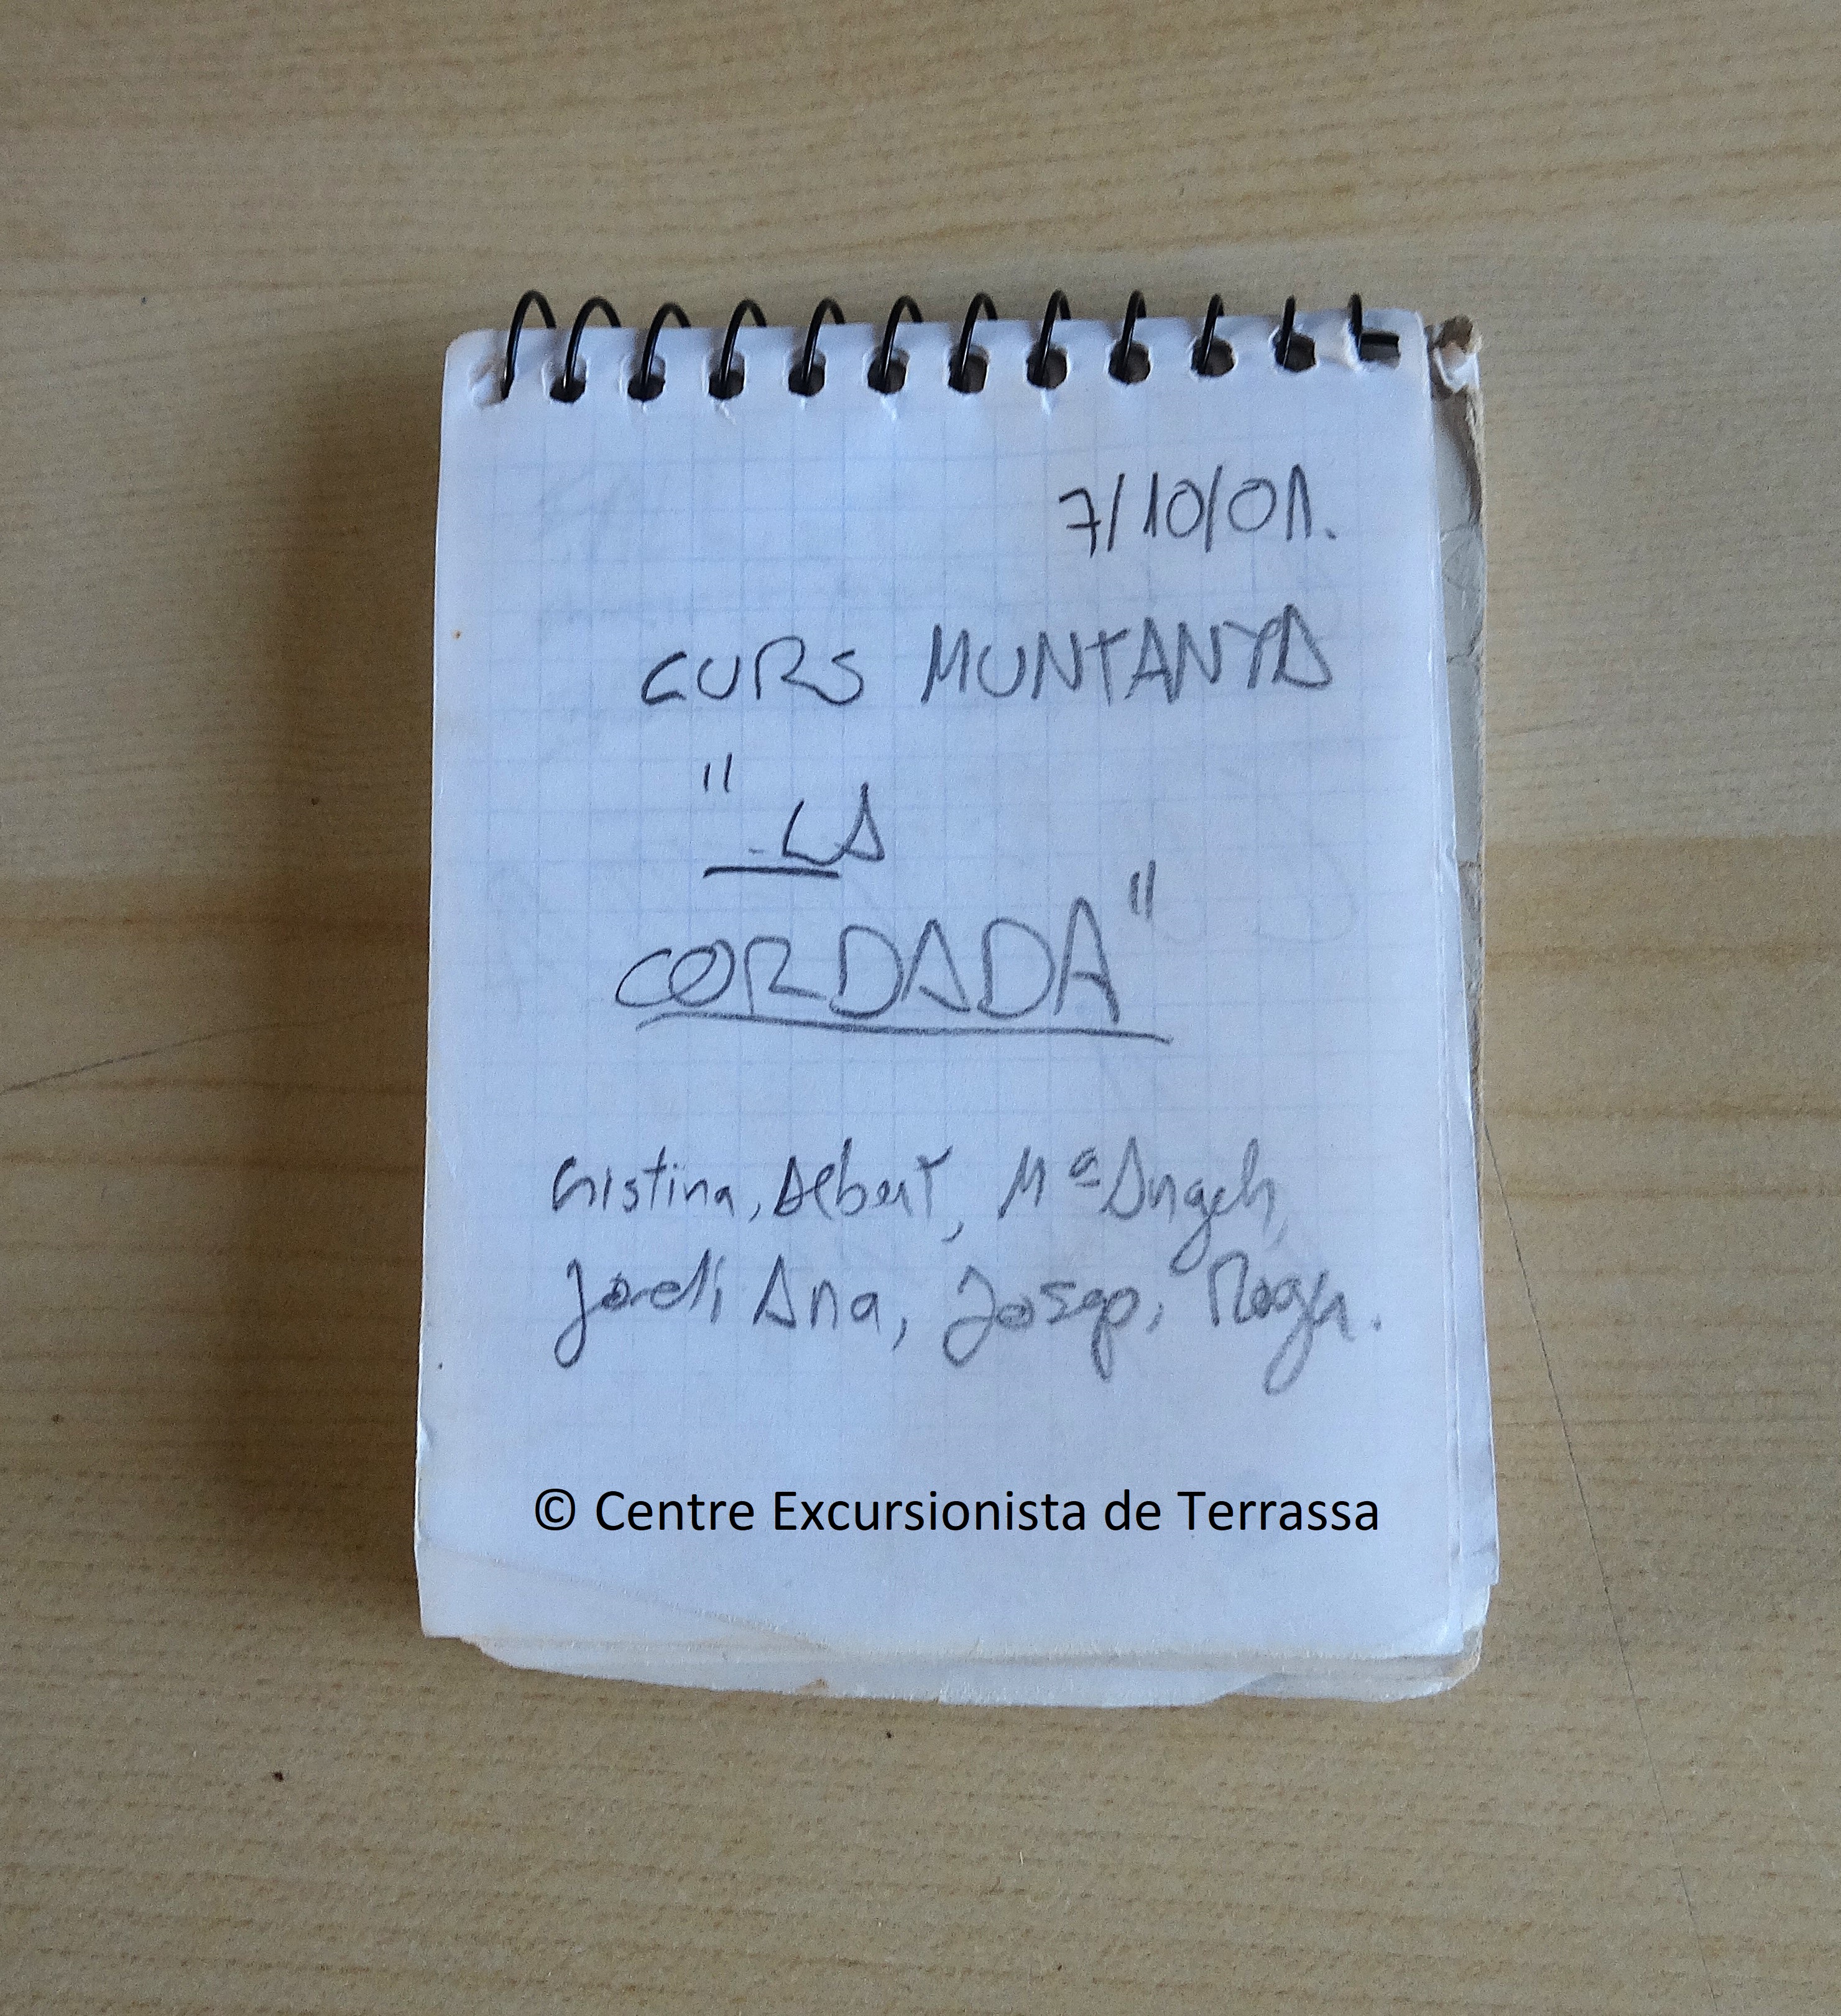 7/10/01.
CURS MUNTANYA
"LA
CORDADA"
Cristina, Albert, Mª Àngels,
Jordi Ana, Josep, Roger.
© Centre Excursionista de Terrassa